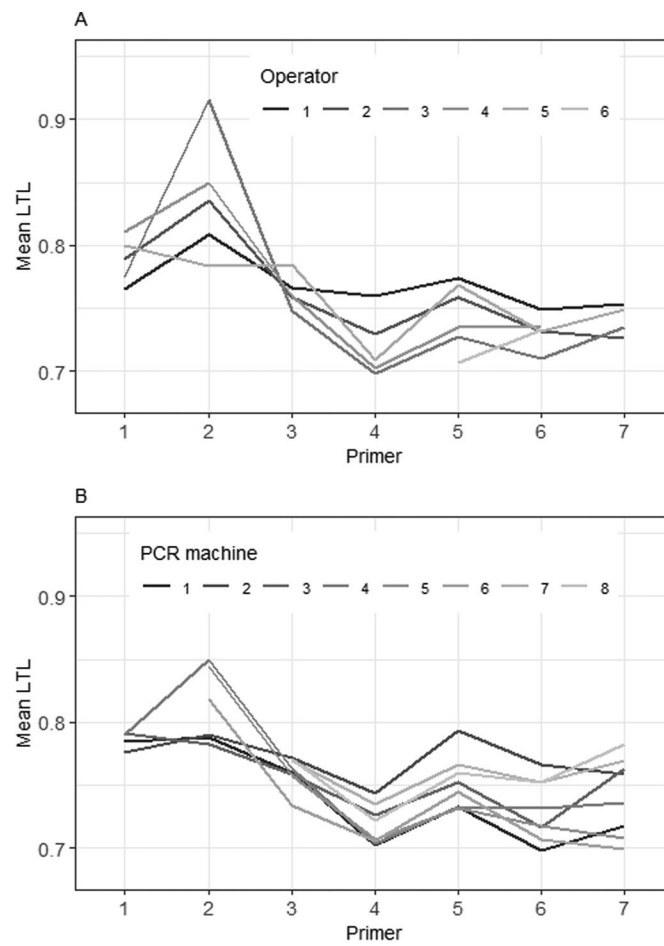 A
Operator
1 2 3 4 5 6
0.9
0.8
0.7
Mean LTL
1 2 3 4 5 6 7
Primer
B
PCR machine
1 2 3 4 5 6 7 8
0.9
0.8
0.7
Mean LTL
1 2 3 4 5 6 7
Primer